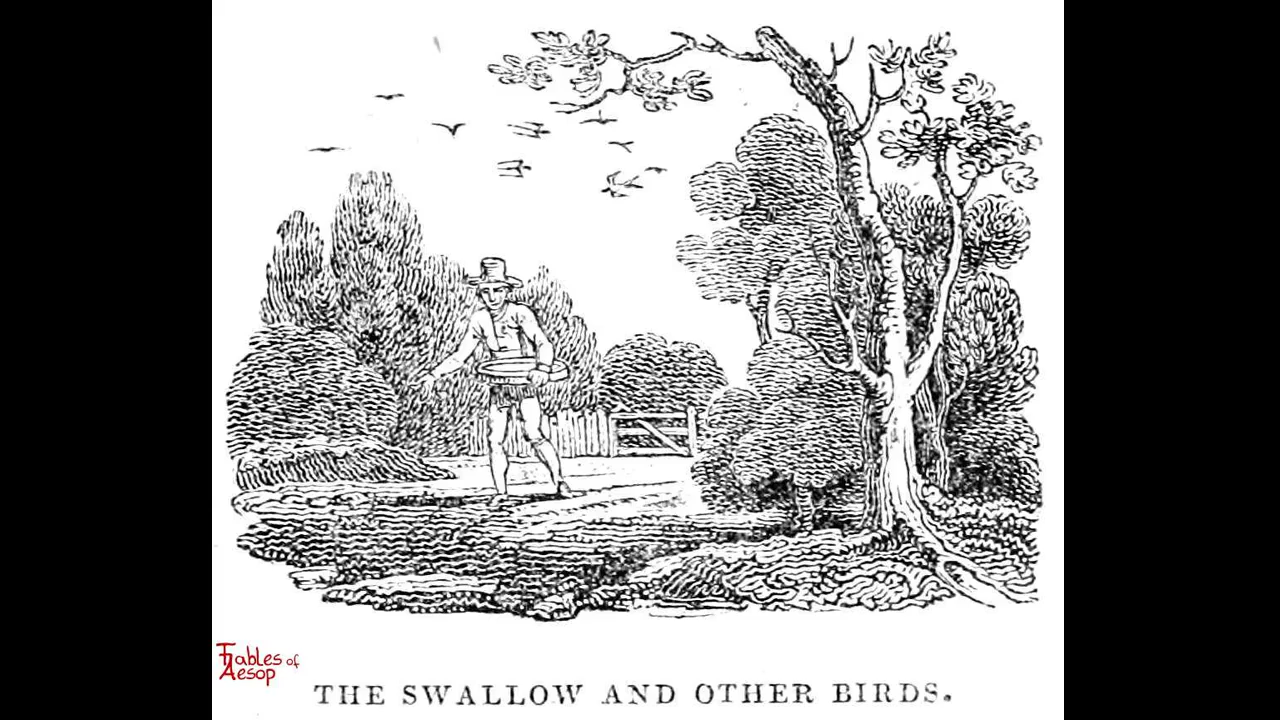 Fables of
Aesop
THE SWALLOW AND OTHER BIRDS.